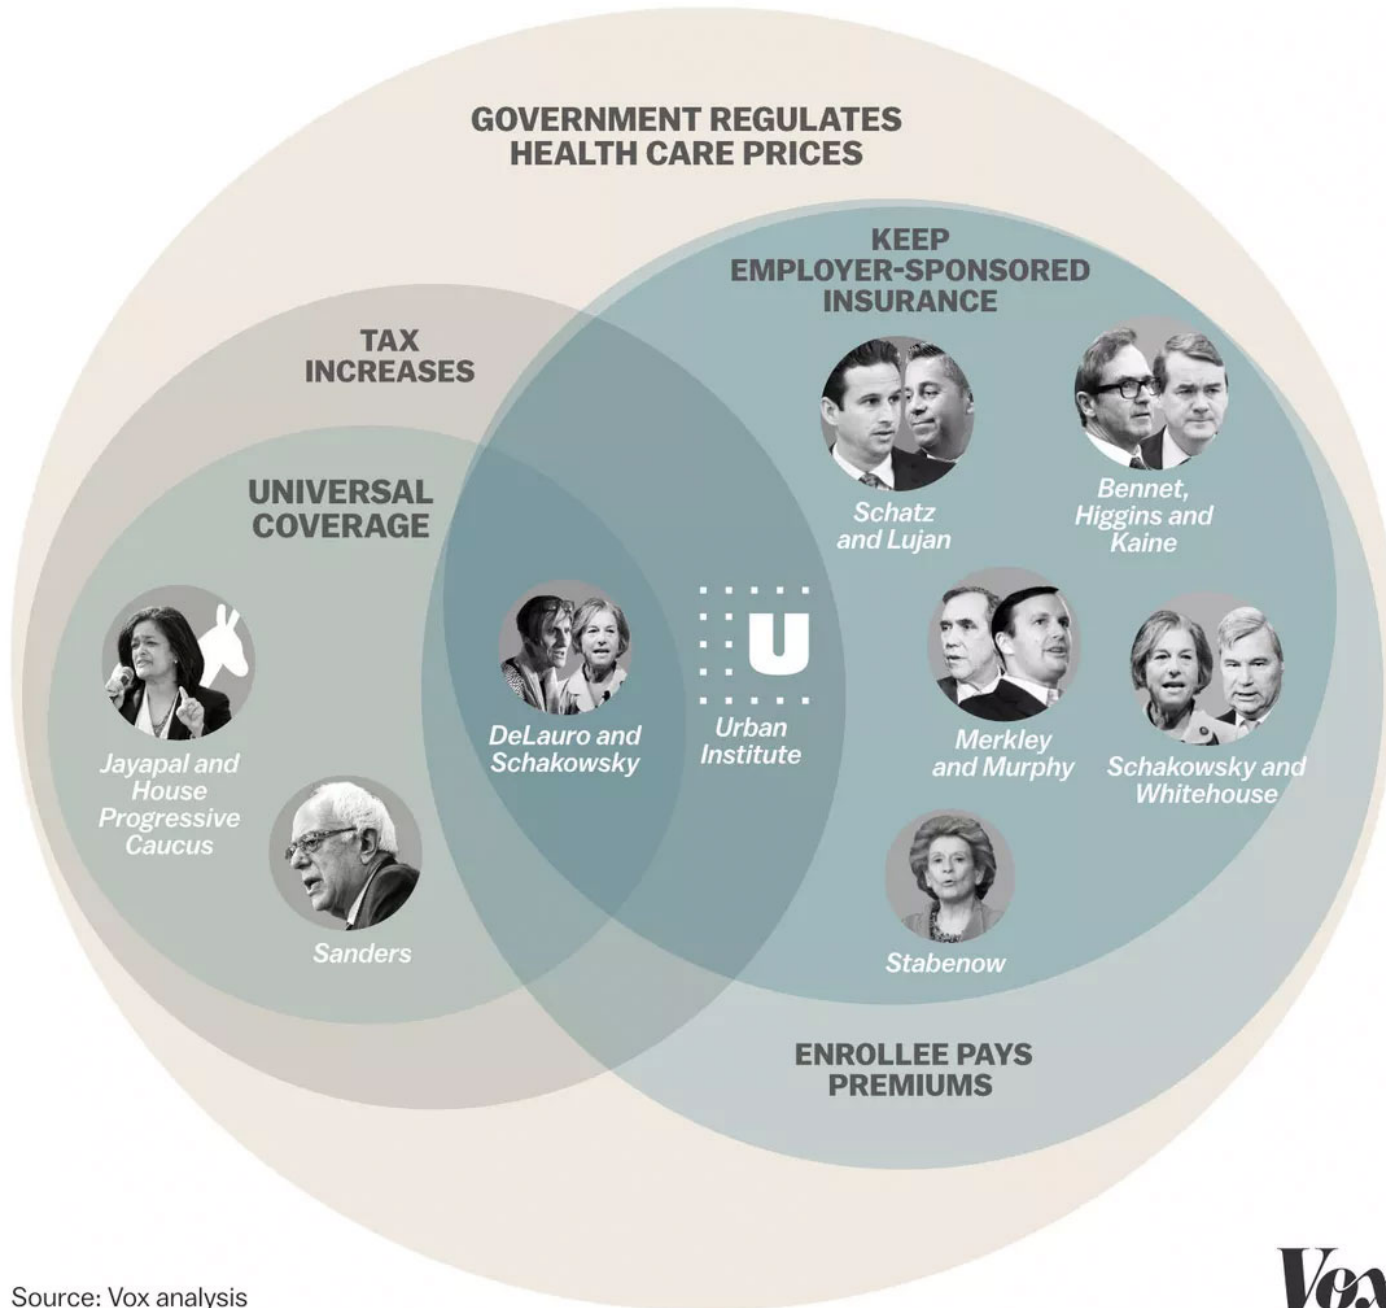 GOVERNMENT REGULATES
HEALTH CARE PRICES
KEEP
EMPLOYER-SPONSORED
INSURANCE
TAX
INCREASES
UNIVERSAL
COVERAGE
Schatz
and Lujan
Bennet,
Higgins and
Kaine
DeLauro and
Schakowsky
U
Urban
Institute
Merkley
and Murphy
Schakowsky and
Whitehouse
Jayapal and
House
Progressive
Caucus
Sanders
Stabenow
ENROLLEE PAYS
PREMIUMS
Source: Vox analysis
Vox